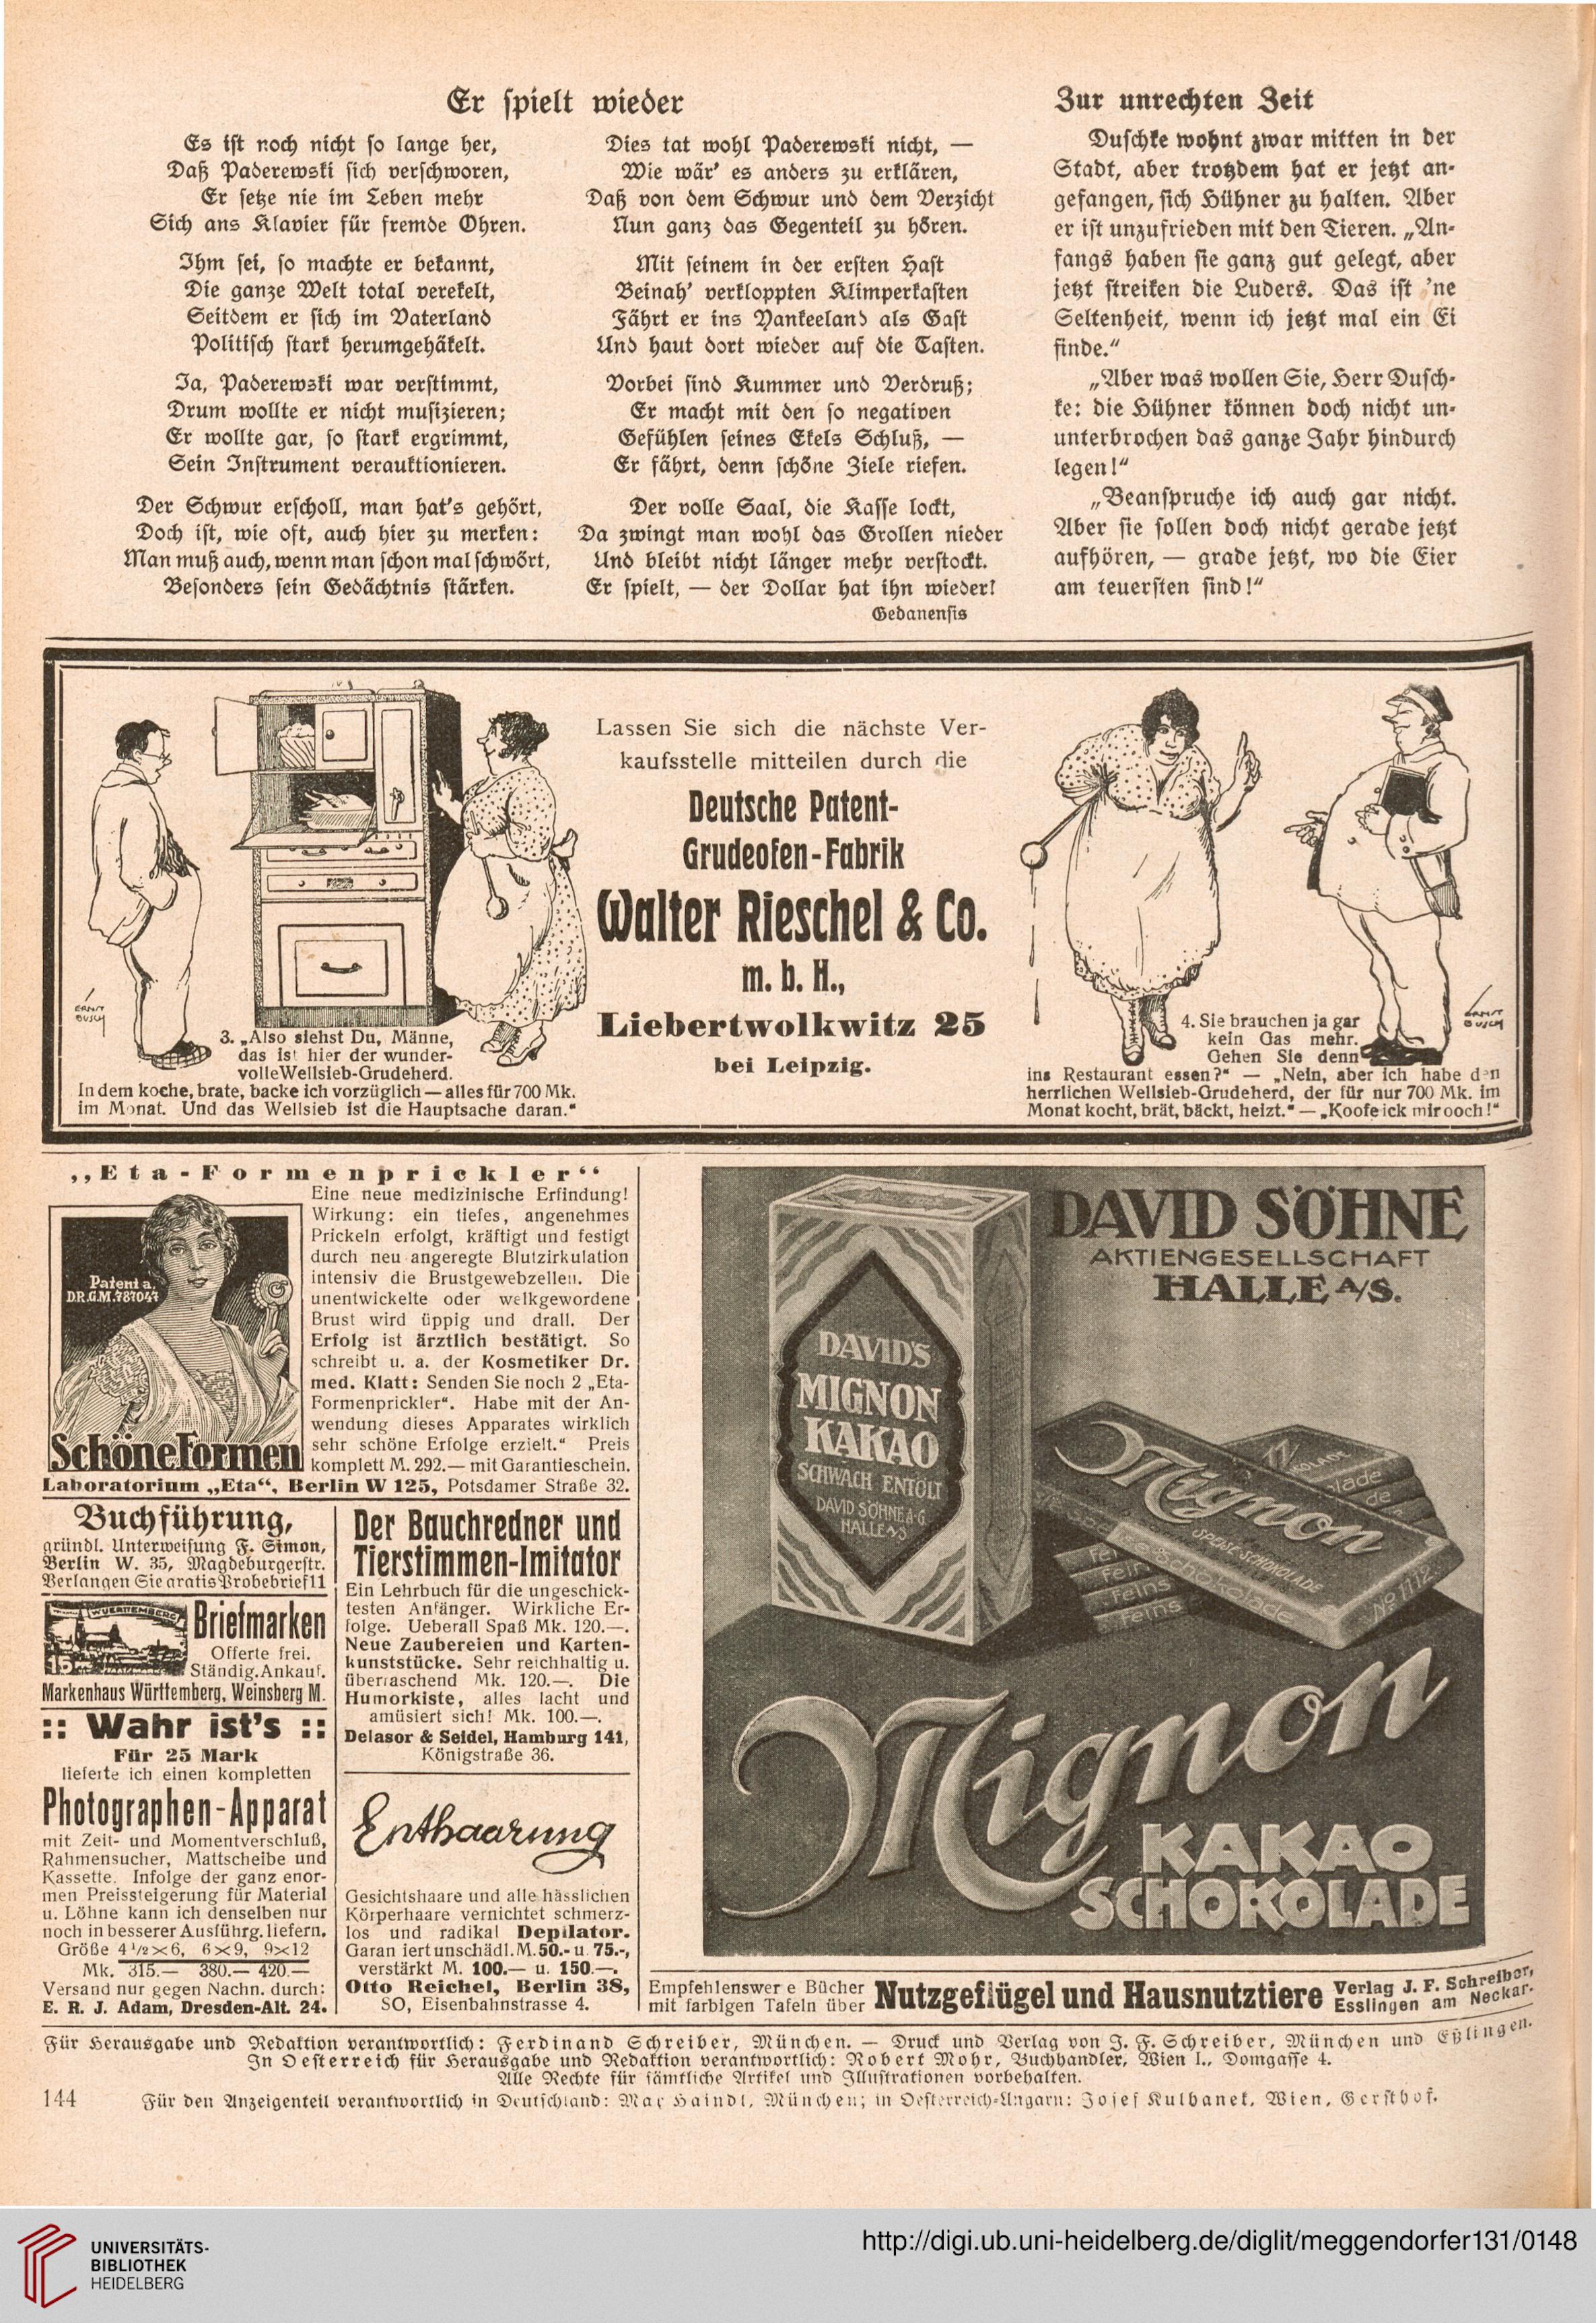 Er spielt wieder
Es ist noch nicht so lange her,
Daß Paderewski sich verschworen,
Er setze nie im Leben mehr
Sich ans Klavier für fremde Ohren.
Ihm sei, so machte er bekannt,
Die ganze Welt total verekelt,
Seitdem er sich im Vaterland
Politisch stark herumgehäkelt.
Ja, Paderewski war verstimmt,
Drum wollte er nicht musizieren;
Er wollte gar, so stark ergrimmt,
Sein Instrument verauktionieren.
Der Schwur erscholl, man hat's gehört,
Doch ist, wie oft, auch hier zu merken:
Man muß auch, wenn man schon mal schwört,
Besonders sein Gedächtnis stärken.
Dies tat wohl Paderewski nicht, —
Wie wär' es anders zu erklären,
Daß von dem Schwur und dem Verzicht
Nun ganz das Gegenteil zu hören.
Mit seinem in der ersten Hast
Beinah' verkloppten Klimperkasten
Fährt er ins Yankeeland als Gast
Und haut dort wieder auf die Tasten.
Vorbei sind Kummer und Verdruß;
Er macht mit den so negativen
Gefühlen seines Ekels Schluß, —
Er fährt, denn schöne Ziele riefen.
Der volle Saal, die Kasse lockt,
Da zwingt man wohl das Grollen nieder
Und bleibt nicht länger mehr verstockt.
Er spielt, — der Dollar hat ihn wieder!
Gedanensis
Zur unrechten Zeit
Duschke wohnt zwar mitten in der
Stadt, aber trotzdem hat er jetzt an-
gefangen, sich Hühner zu halten. Aber
er ist unzufrieden mit den Tieren. „An-
fangs haben sie ganz gut gelegt, aber
jetzt streiken die Luders. Das ist 'ne
Seltenheit, wenn ich jetzt mal ein Ei
finde.“
„Aber was wollen Sie, Herr Dusch-
ke: die Hühner können doch nicht un-
unterbrochen das ganze Jahr hindurch
legen!“
„Beanspruche ich auch gar nicht.
Aber sie sollen doch nicht gerade jetzt
aufhören, — grade jetzt, wo die Eier
am teuersten sind!“
ERNST
BUSCH
3. „Also siehst Du, Männe,
das ist hier der wunder-
volle Wellsieb-Grudeherd.
In dem koche, brate, backe ich vorzüglich — alles für 700 Mk.
im Monat. Und das Wellsieb ist die Hauptsache daran.“
Lassen Sie sich die nächste Ver-
kaufsstelle mitteilen durch die
Deutsche Patent-
Grudeofen-Fabrik
Walter Rieschel & Co.
m. b. H.,
Liebertwolkwitz 25
bei Leipzig.
ERNST
BUSCH
4. Sie brauchen ja gar
kein Gas mehr.
Gehen Sie denn
ins Restaurant essen?“ — „Nein, aber ich habe den
herrlichen Wellsieb-Grudeherd, der für nur 700 Mk. im
Monat kocht, brät, bäckt, heizt.“ — „Koofe ick mir ooch!“
„Eta-Formenprickler“
Patent a.
D.R.G.M. 787047
Schöne Formen
Eine neue medizinische Erfindung!
Wirkung: ein tiefes, angenehmes
Prickeln erfolgt, kräftigt und festigt
durch neu angeregte Blutzirkulation
intensiv die Brustgewebzellen. Die
unentwickelte oder welkgewordene
Brust wird üppig und drall. Der
Erfolg ist ärztlich bestätigt. So
schreibt u. a. der Kosmetiker Dr.
med. Klatt: Senden Sie noch 2 „Eta-
Formenprickler“. Habe mit der An-
wendung dieses Apparates wirklich
sehr schöne Erfolge erzielt.“ Preis
komplett M. 292.— mit Garantieschein.
Laboratorium „Eta“, Berlin W 125, Potsdamer Straße 32.
Buchführung,
gründl. Unterweisung F. Simon,
Berlin W. 35, Magdeburgerstr.
Verlangen Sie gratis Probebrief 11
WUERTTEMBERG
15
Briefmarken
Offerte frei.
Ständig. Ankauf.
Markenhaus Württemberg, Weinsberg M.
:: Wahr ist's ::
Für 25 Mark
lieferte ich einen kompletten
Photographen-Apparat
mit Zeit- und Momentverschluß,
Rahmensucher, Mattscheibe und
Kassette. Infolge der ganz enor-
men Preissteigerung für Material
u. Löhne kann ich denselben nur
noch in besserer Ausführg. liefern.
Größe 4½×6, 6×9, 9×12
Mk. 315.— 380.— 420.—
Versand nur gegen Nachn. durch:
E. R. J. Adam, Dresden-Alt. 24.
Der Bauchredner und
Tierstimmen-Imitator
Ein Lehrbuch für die ungeschick-
testen Anfänger. Wirkliche Er-
folge. Ueberall Spaß Mk. 120.—.
Neue Zaubereien und Karten-
kunststücke. Sehr reichhaltig u.
überraschend Mk. 120.—. Die
Humorkiste, alles lacht und
amüsiert sich! Mk. 100.—.
Delasor & Seidel, Hamburg 141,
Königstraße 36.
Enthaarung
Gesichtshaare und alle hässlichen
Körperhaare vernichtet schmerz-
los und radikal Depilator.
Garantiert unschädl. M. 50.- u. 75.-,
verstärkt M. 100.— u. 150.—.
Otto Reichel, Berlin 38,
SO, Eisenbahnstrasse 4.
DAVID SÖHNE
AKTIENGESELLSCHAFT
HALLE A/S.
DAVID'S
MIGNON
KAKAO
SCHWACH ENTÖLT
DAVID SÖHNE A-G.
HALLE A/S
Mignon
SPEISE-SCHOKOLADE
Schokolade
No 1112
Feins
Feins
Mignon
KAKAO
SCHOKOLADE
Empfehlenswer e Bücher
mit farbigen Tafeln über
Nutzgeflügel und Hausnutztiere
Verlag J. F. Schreiber,
Esslingen am Neckar.
Für Herausgabe und Redaktion verantwortlich: Ferdinand Schreiber, München. — Druck und Verlag von J. F. Schreiber, München und Eßlingen.
In Oesterreich für Herausgabe und Redaktion verantwortlich: Robert Mohr, Buchhändler, Wien I., Domgasse 4.
Alle Rechte für sämtliche Artikel und Illustrationen vorbehalten.
144
Für den Anzeigenteil verantwortlich in Deutschland: Max Haindl, München; in Oesterreich-Ungarn: Josef Kulbanek, Wien, Gersthof.
UNIVERSITÄTS-
BIBLIOTHEK
HEIDELBERG
http://digi.ub.uni-heidelberg.de/diglit/meggendorfer131/0148